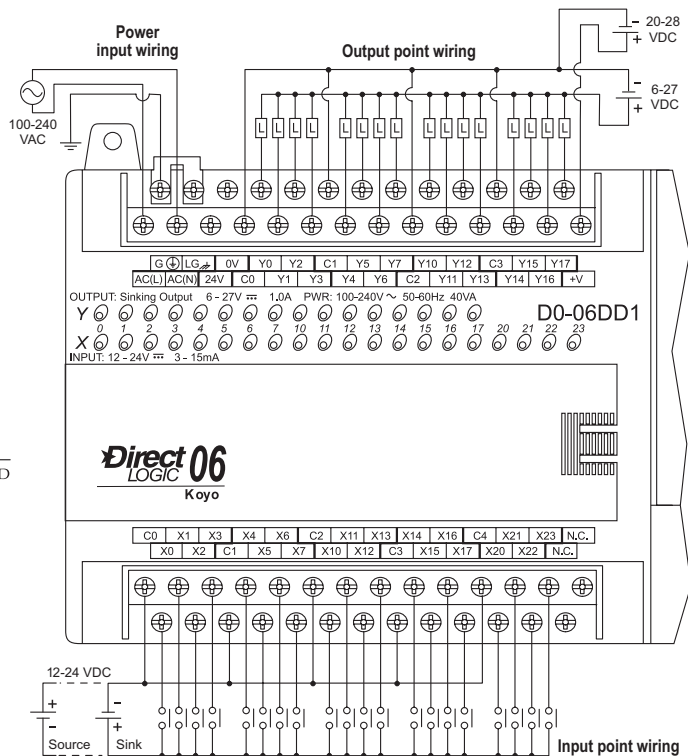 Power
input wiring
Output point wiring
20-28
VDC
6-27
VDC
100-240
VAC
L L L L L L L L L L L L L L L L
G LG 0V Y0 Y2 C1 Y5 Y7 Y10 Y12 C3 Y15 Y17
AC(L) AC(N) 24V C0 Y1 Y3 Y4 Y6 C2 Y11 Y13 Y14 Y16 +V
OUTPUT: Sinking Output 6 - 27V 1.0A PWR: 100-240V ~ 50-60Hz 40VA
D0-06DD1
Y
0 1 2 3 4 5 6 7 10 11 12 13 14 15 16 17 20 21 22 23
X
INPUT: 12 - 24V 3 - 15mA
D
Direct
LOGIC 06
Koyo
C0 X1 X3 X4 X6 C2 X11 X13 X14 X16 C4 X21 X23 N.C.
X0 X2 C1 X5 X7 X10 X12 C3 X15 X17 X20 X22 N.C.
12-24 VDC
+ - - +
Source Sink
Input point wiring